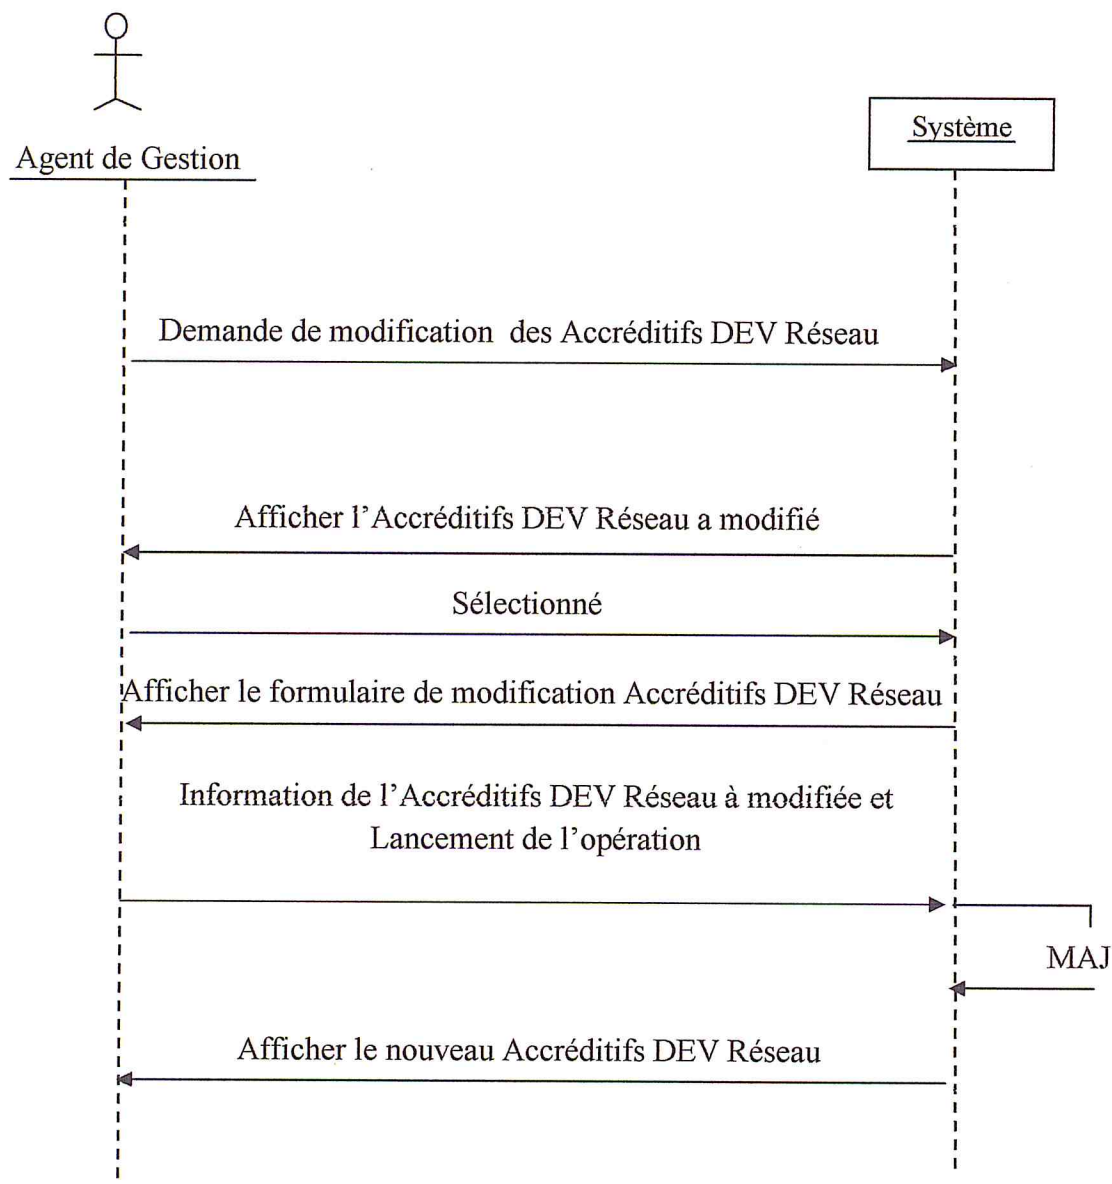 Agent de Gestion
Système
Demande de modification des Accréditifs DEV Réseau
Afficher l’Accréditifs DEV Réseau a modifié
Sélectionné
Afficher le formulaire de modification Accréditifs DEV Réseau
Information de l’Accréditifs DEV Réseau à modifiée et
Lancement de l’opération
MAJ
Afficher le nouveau Accréditifs DEV Réseau